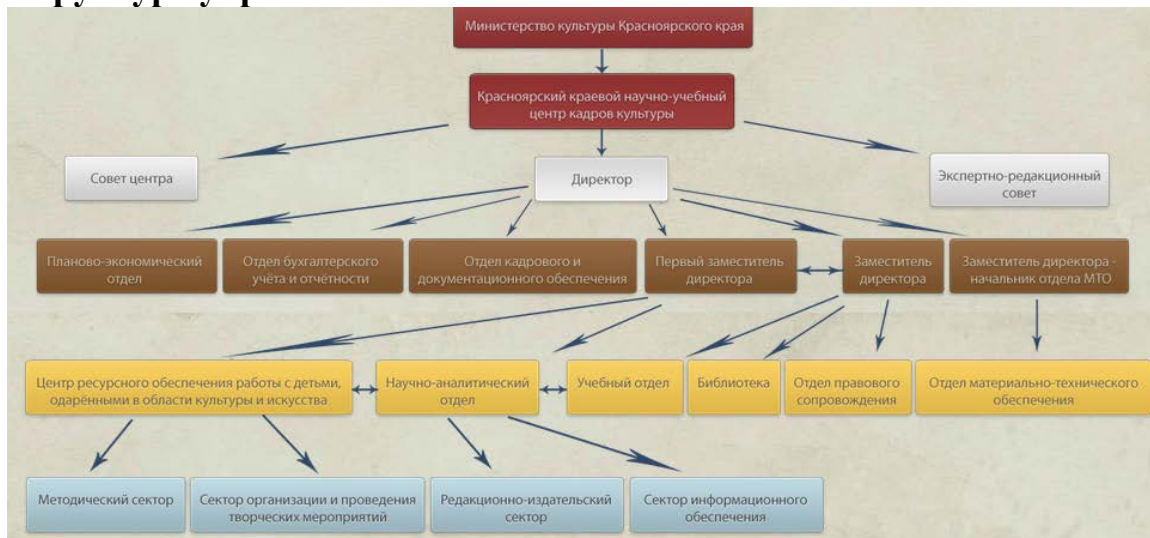 Министерство культуры Красноярского края
Красноярский краевой научно-учебный
центр кадров культуры
Совет центра
Директор
Экспертно-редакционный
совет
Планово-экономический
отдел
Отдел бухгалтерского
учёта и отчётности
Отдел кадрового и
документационного обеспечения
Первый заместитель
директора
Заместитель
директора
Заместитель директора -
начальник отдела МТО
Центр ресурсного обеспечения работы с детьми,
одарёнными в области культуры и искусства
Научно-аналитический
отдел
Учебный отдел
Библиотека
Отдел правового
сопровождения
Отдел материально-технического
обеспечения
Методический сектор
Сектор организации и проведения
творческих мероприятий
Редакционно-издательский
сектор
Сектор информационного
обеспечения